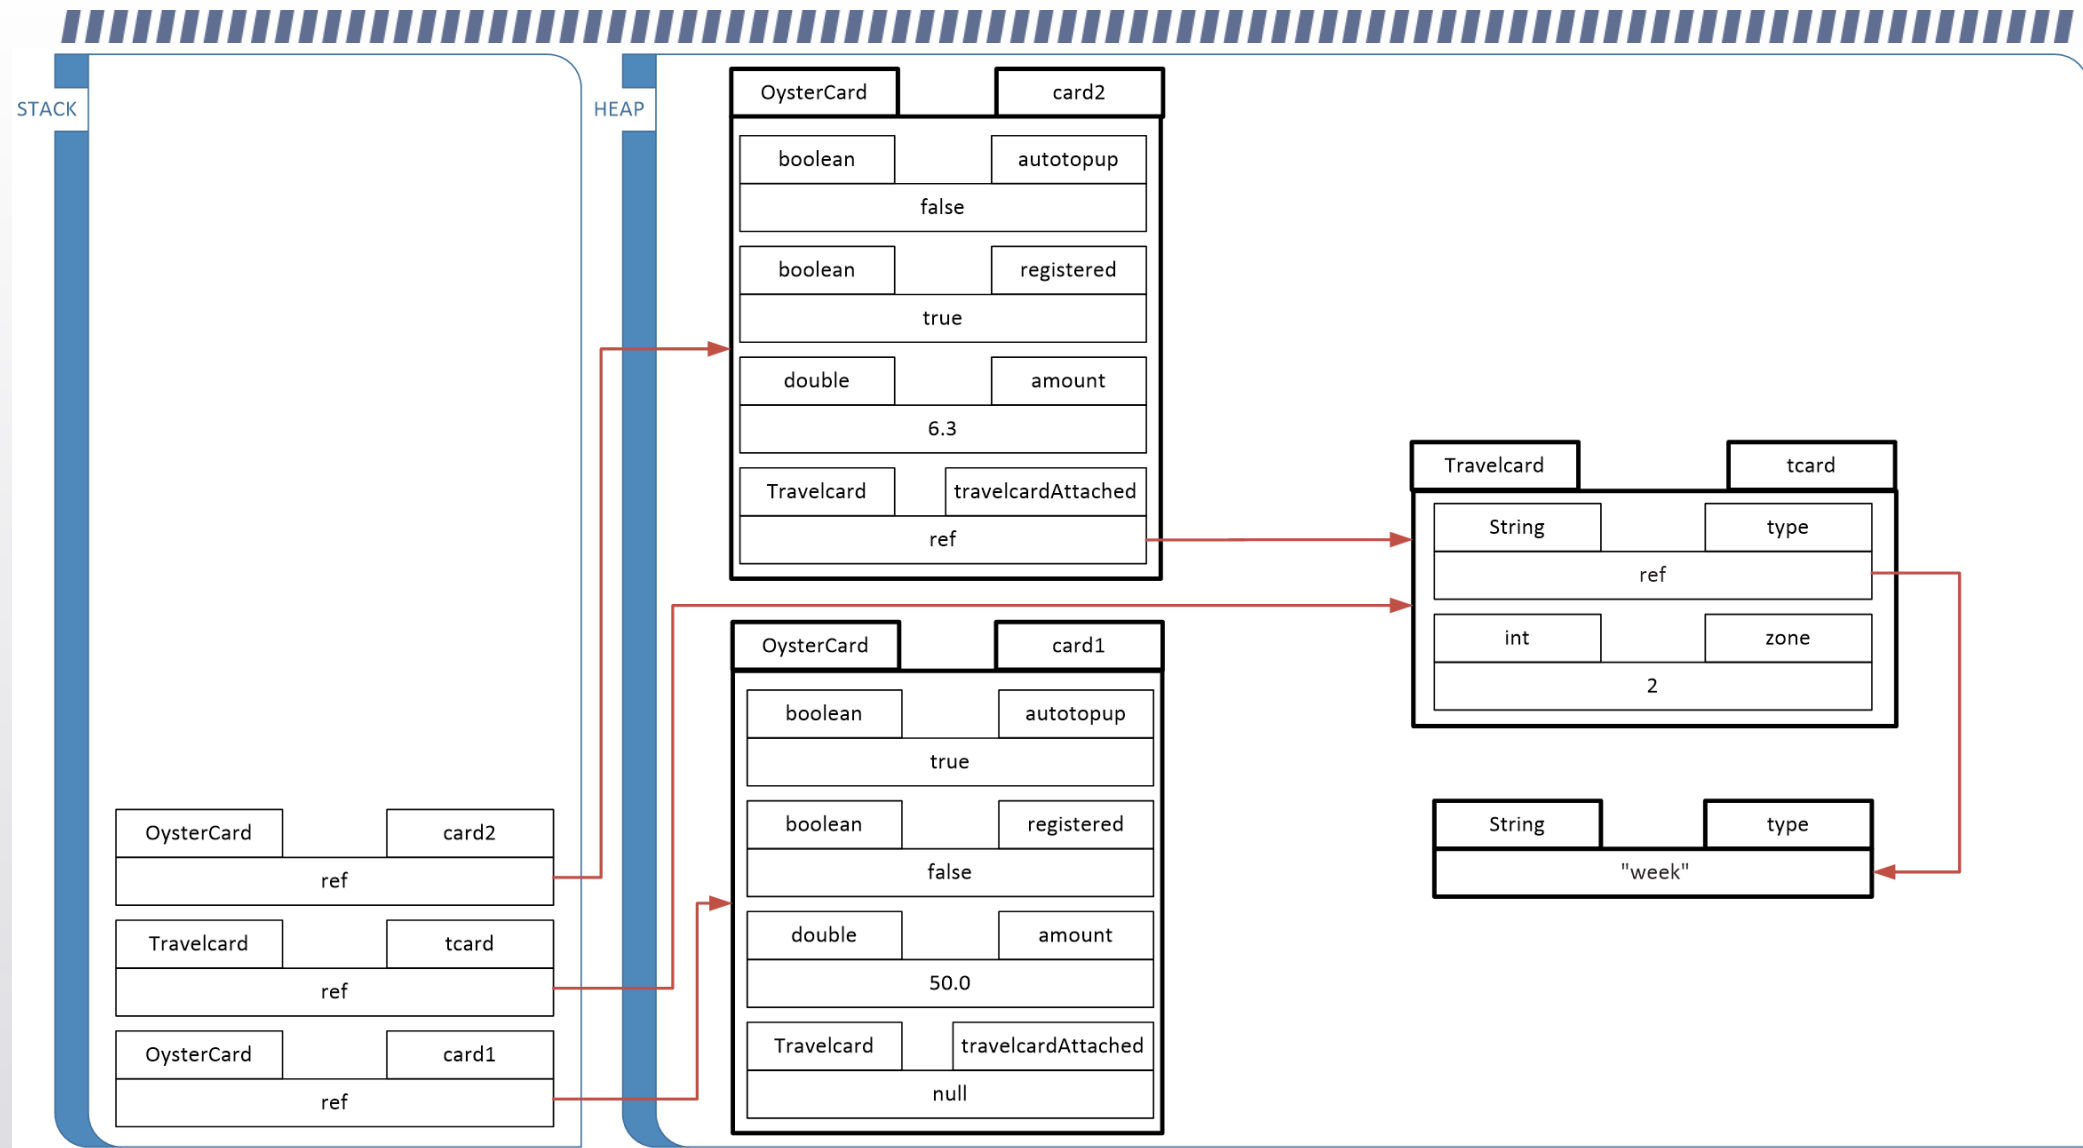 STACK
HEAP
OysterCard card2
boolean autotopup
false
boolean registered
true
double amount
6.3
Travelcard travelcardAttached
ref
Travelcard tcard
String type
ref
int zone
2
String type
"week"
OysterCard card1
boolean autotopup
true
boolean registered
false
double amount
50.0
Travelcard travelcardAttached
null
OysterCard card2
ref
Travelcard tcard
ref
OysterCard card1
ref